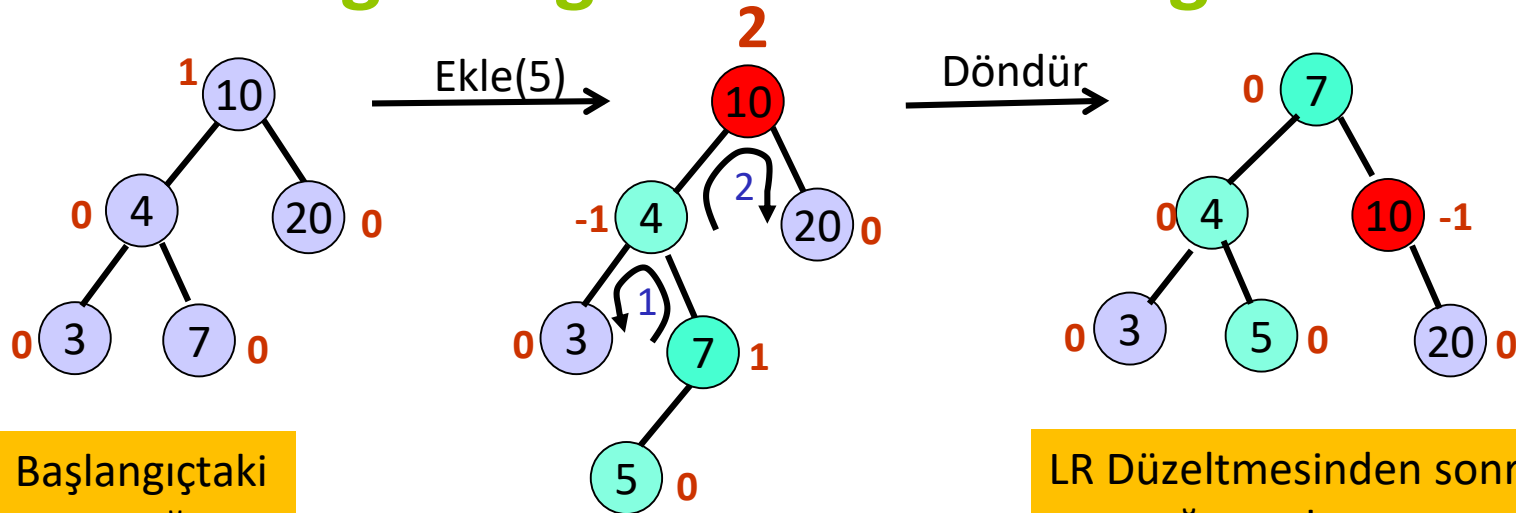 2
1 10 Ekle(5) 10 Döndür 0 7
0 4 20 0 -1 4 2 20 0 0 4 10 -1
0 3 7 0 0 3 1 7 1 0 3 5 0 20 0
5 0
Başlangıçtaki
LR Düzeltmesinden